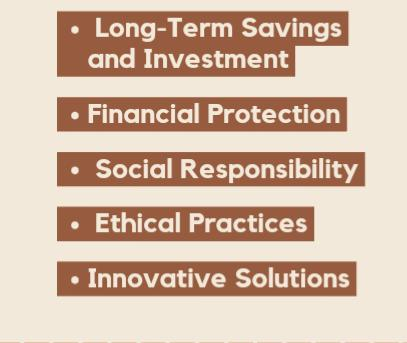 • Long-Term Savings
and Investment
• Financial Protection
• Social Responsibility
• Ethical Practices
• Innovative Solutions